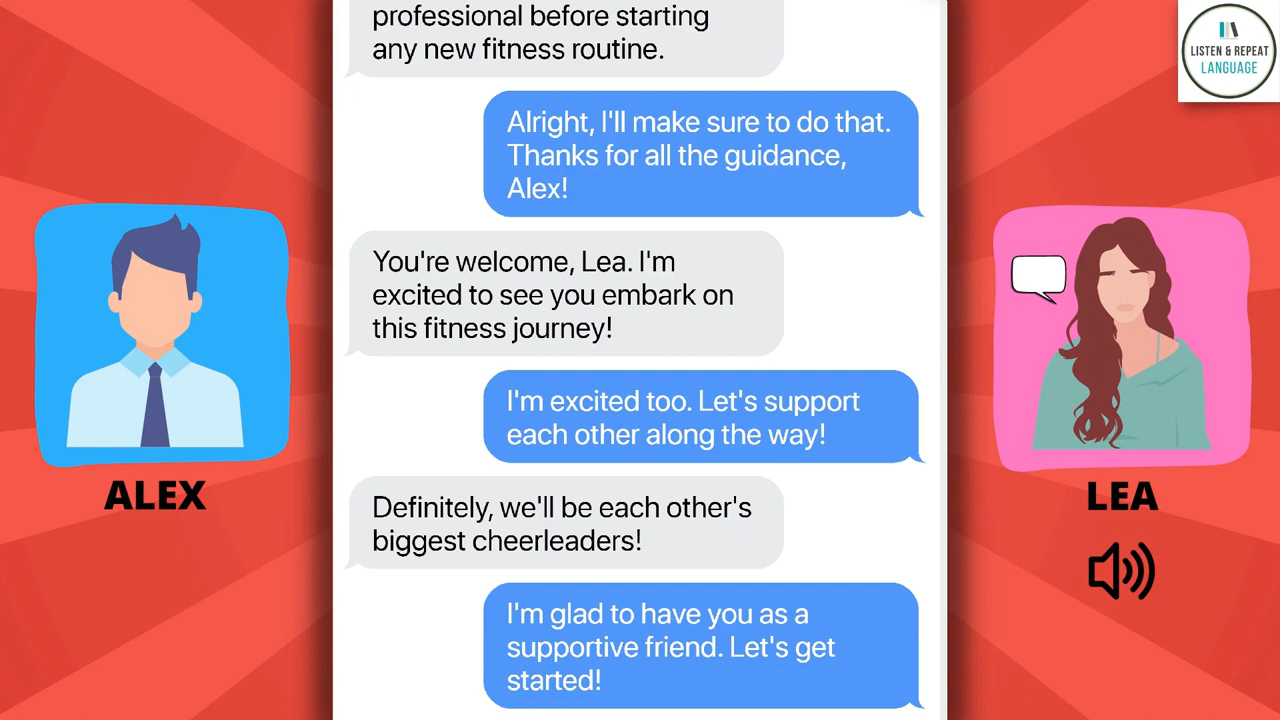 professional before starting
any new fitness routine.
Alright, I'll make sure to do that.
Thanks for all the guidance,
Alex!
You're welcome, Lea. I'm
excited to see you embark on
this fitness journey!
I'm excited too. Let's support
each other along the way!
Definitely, we'll be each other's
biggest cheerleaders!
I'm glad to have you as a
supportive friend. Let's get
started!
ALEX
LEA
LISTEN & REPEAT
LANGUAGE